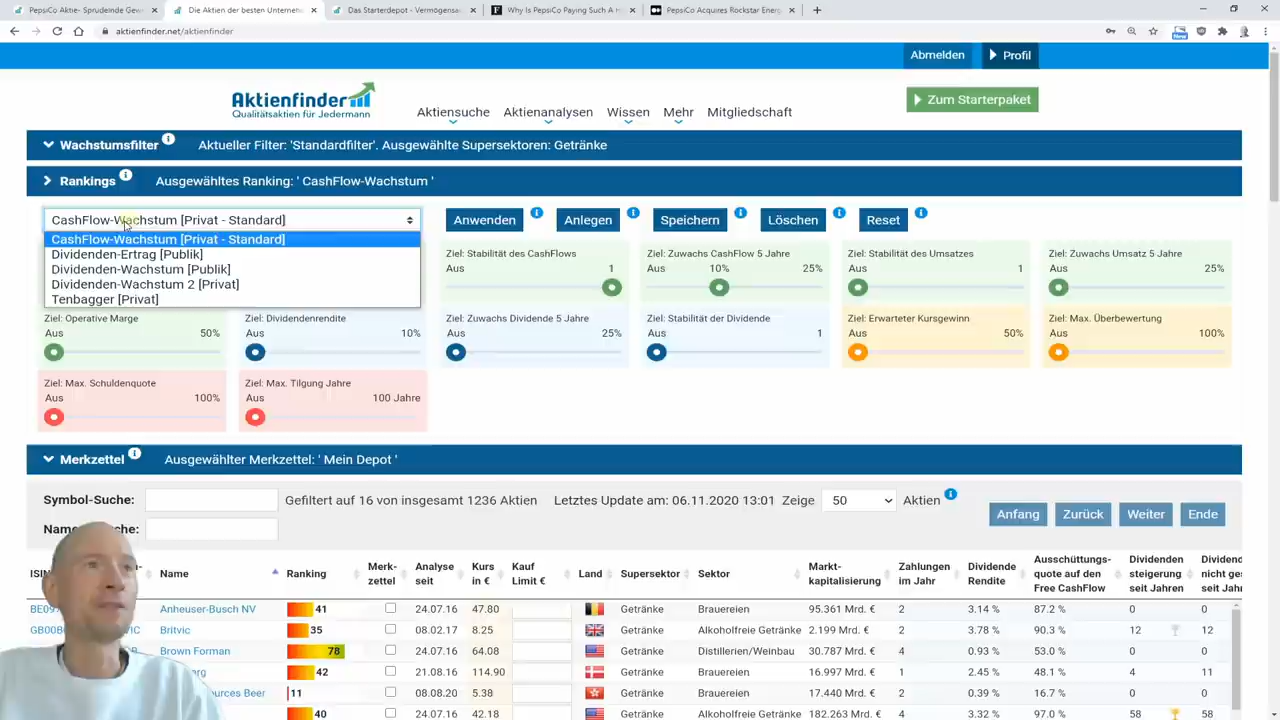 PepsiCo Aktie- Sprudelnde Gew
Die Aktien der besten Unterneh
Das Starterdepot - Vermögensa
Why Is PepsiCo Paying Such A H
PepsiCo Acquires Rockstar Energ
aktienfinder.net/aktienfinder
Abmelden
Profil
Aktienfinder
Qualitätsaktien für Jedermann
Aktiensuche
Aktienanalysen
Wissen
Mehr
Mitgliedschaft
Zum Starterpaket
Wachstumsfilter
Aktueller Filter: 'Standardfilter'. Ausgewählte Supersektoren: Getränke
Rankings
Ausgewähltes Ranking: ' CashFlow-Wachstum '
CashFlow-Wachstum [Privat - Standard]
Anwenden
Anlegen
Speichern
Löschen
Reset
CashFlow-Wachstum [Privat - Standard]
Dividenden-Ertrag [Publik]
Dividenden-Wachstum [Publik]
Dividenden-Wachstum 2 [Privat]
Tenbagger [Privat]
Ziel: Stabilität des CashFlows
Aus 1
Ziel: Zuwachs CashFlow 5 Jahre
Aus 10% 25%
Ziel: Stabilität des Umsatzes
Aus 1
Ziel: Zuwachs Umsatz 5 Jahre
Aus 25%
Ziel: Operative Marge
Aus 50%
Ziel: Dividendenrendite
Aus 10%
Ziel: Zuwachs Dividende 5 Jahre
Aus 25%
Ziel: Stabilität der Dividende
Aus 1
Ziel: Erwarteter Kursgewinn
Aus 50%
Ziel: Max. Überbewertung
Aus 100%
Ziel: Max. Schuldenquote
Aus 100%
Ziel: Max. Tilgung Jahre
Aus 100 Jahre
Merkzettel
Ausgewählter Merkzettel: ' Mein Depot '
Symbol-Suche:
Gefiltert auf 16 von insgesamt 1236 Aktien
Letztes Update am: 06.11.2020 13:01
Zeige 50 Aktien
Anfang
Zurück
Weiter
Ende
ISIN
Name
Ranking
Merk-
zettel
Analyse
seit
Kurs
in €
Kauf
Limit €
Land
Supersektor
Sektor
Markt-
kapitalisierung
Zahlungen
im Jahr
Dividende
Rendite
Ausschüttungs-
quote auf den
Free CashFlow
Dividenden
steigerung
seit Jahren
Anheuser-Busch NV 41 24.07.16 47.80 Getränke Brauereien 95.361 Mrd. € 2 3.14 % 87.2 % 0 0
Britvic 35 08.02.17 8.25 Getränke Alkoholfreie Getränke 2.199 Mrd. € 2 3.78 % 90.3 % 12 12
Brown Forman 78 24.07.16 64.08 Getränke Distillerien/Weinbau 30.787 Mrd. € 4 0.93 % 53.0 % 0 0
42 21.08.16 114.90 Getränke Brauereien 16.997 Mrd. € 1 2.45 % 48.1 % 4 11
Beer 11 08.08.20 5.38 Getränke Brauereien 17.440 Mrd. € 2 0.39 % 16.7 % 0 0
40 24.07.16 42.18 Getränke Alkoholfreie Getränke 182.263 Mrd. € 4 3.32 % 97.0 % 58 58